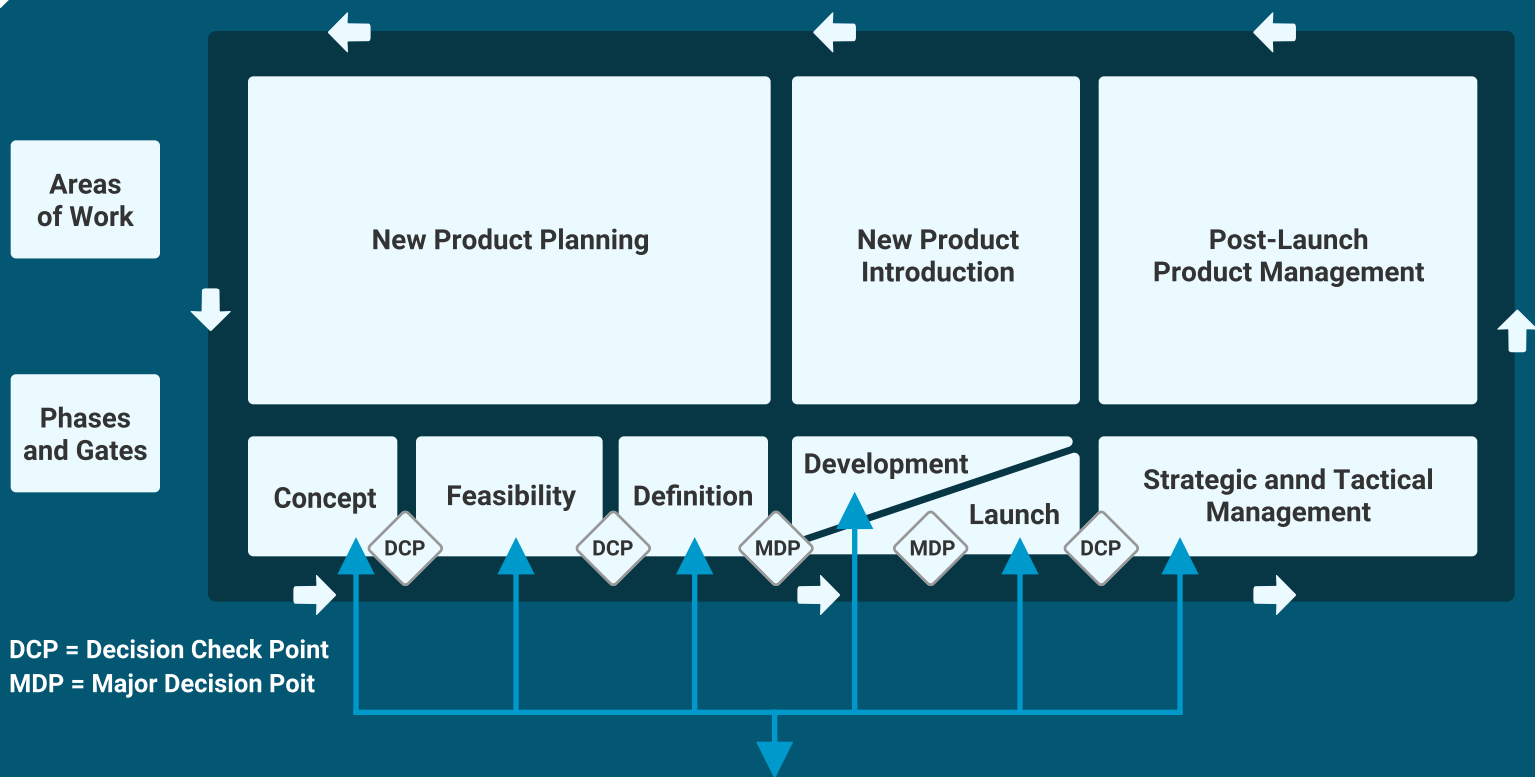 Areas
of Work
New Product Planning
New Product
Introduction
Post-Launch
Product Management
Phases
and Gates
Concept
DCP
Feasibility
DCP
Definition
MDP
Development
MDP
Launch
DCP
Strategic annd Tactical
Management
DCP = Decision Check Point
MDP = Major Decision Poit